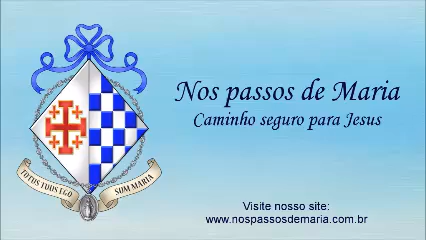 Nos passos de Maria
Caminho seguro para Jesus
TOTUS TUUS EGO
SUM MARIA
Visite nosso site:
www.nospassosdemaria.com.br